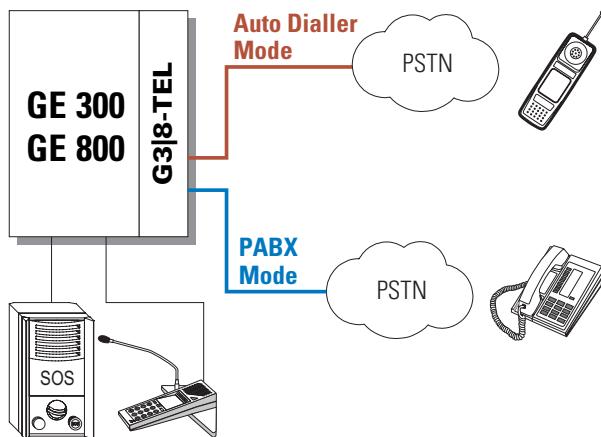 Auto Dialler
Mode
PSTN
GE 300
GE 800
G3|8-TEL
PABX
Mode
PSTN
SOS